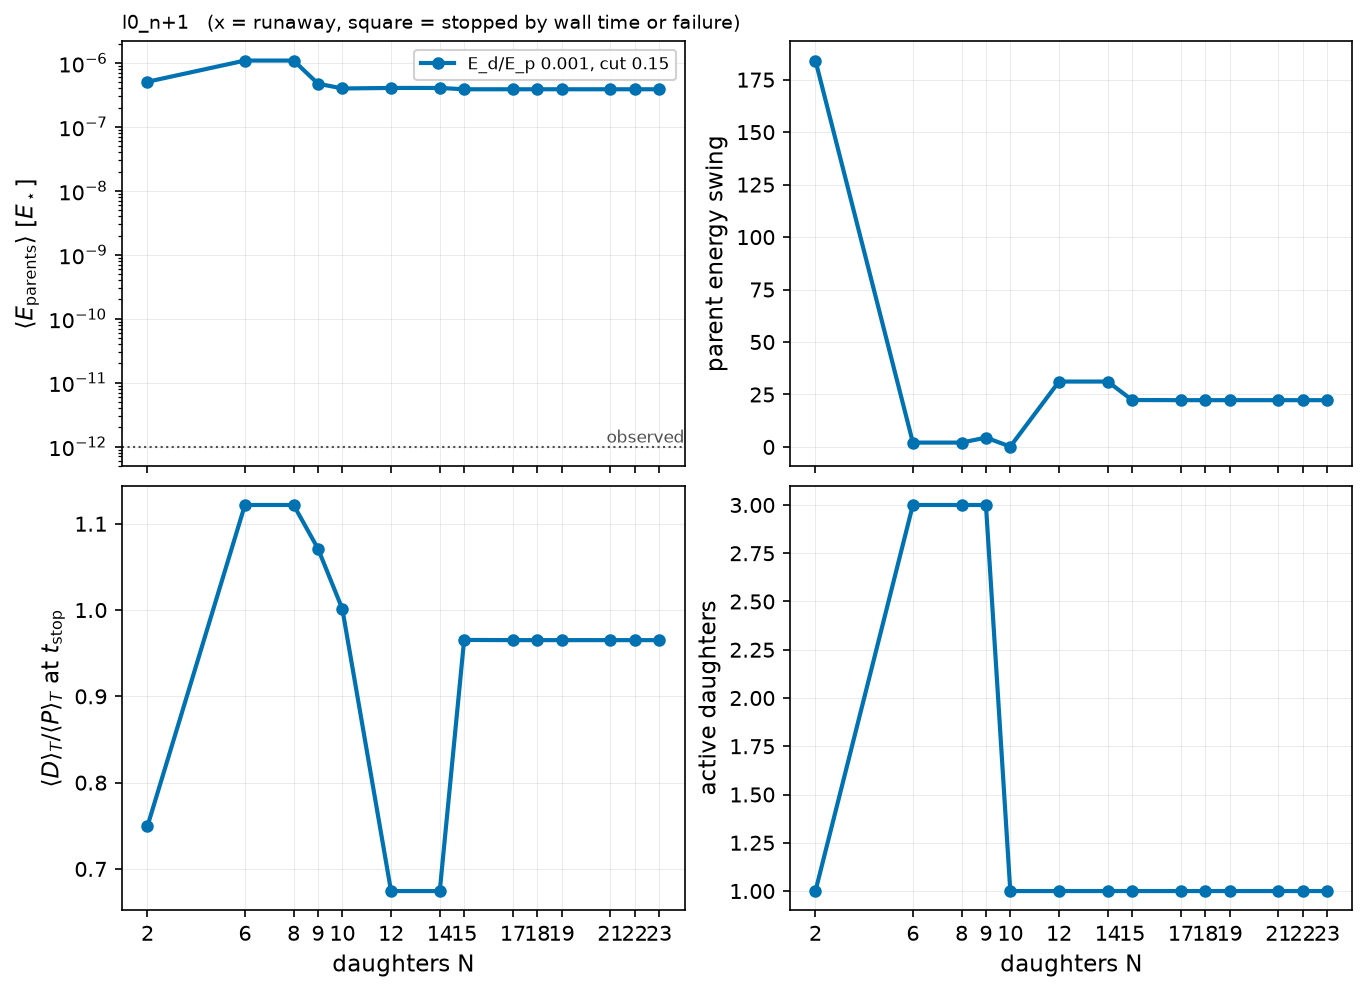 l0_n+1   (x = runaway, square = stopped by wall time or failure)
E_d/E_p 0.001, cut 0.15
10⁻⁶
10⁻⁷
10⁻⁸
10⁻⁹
10⁻¹⁰
10⁻¹¹
10⁻¹²
⟨E_parents⟩ [E⋆]
observed
175
150
125
100
75
50
25
0
parent energy swing
1.1
1.0
0.9
0.8
0.7
⟨D⟩_T/⟨P⟩_T at t_stop
2 6 8 9 10 12 14 15 17 18 19 21 22 23
daughters N
3.00
2.75
2.50
2.25
2.00
1.75
1.50
1.25
1.00
active daughters
2 6 8 9 10 12 14 15 17 18 19 21 22 23
daughters N